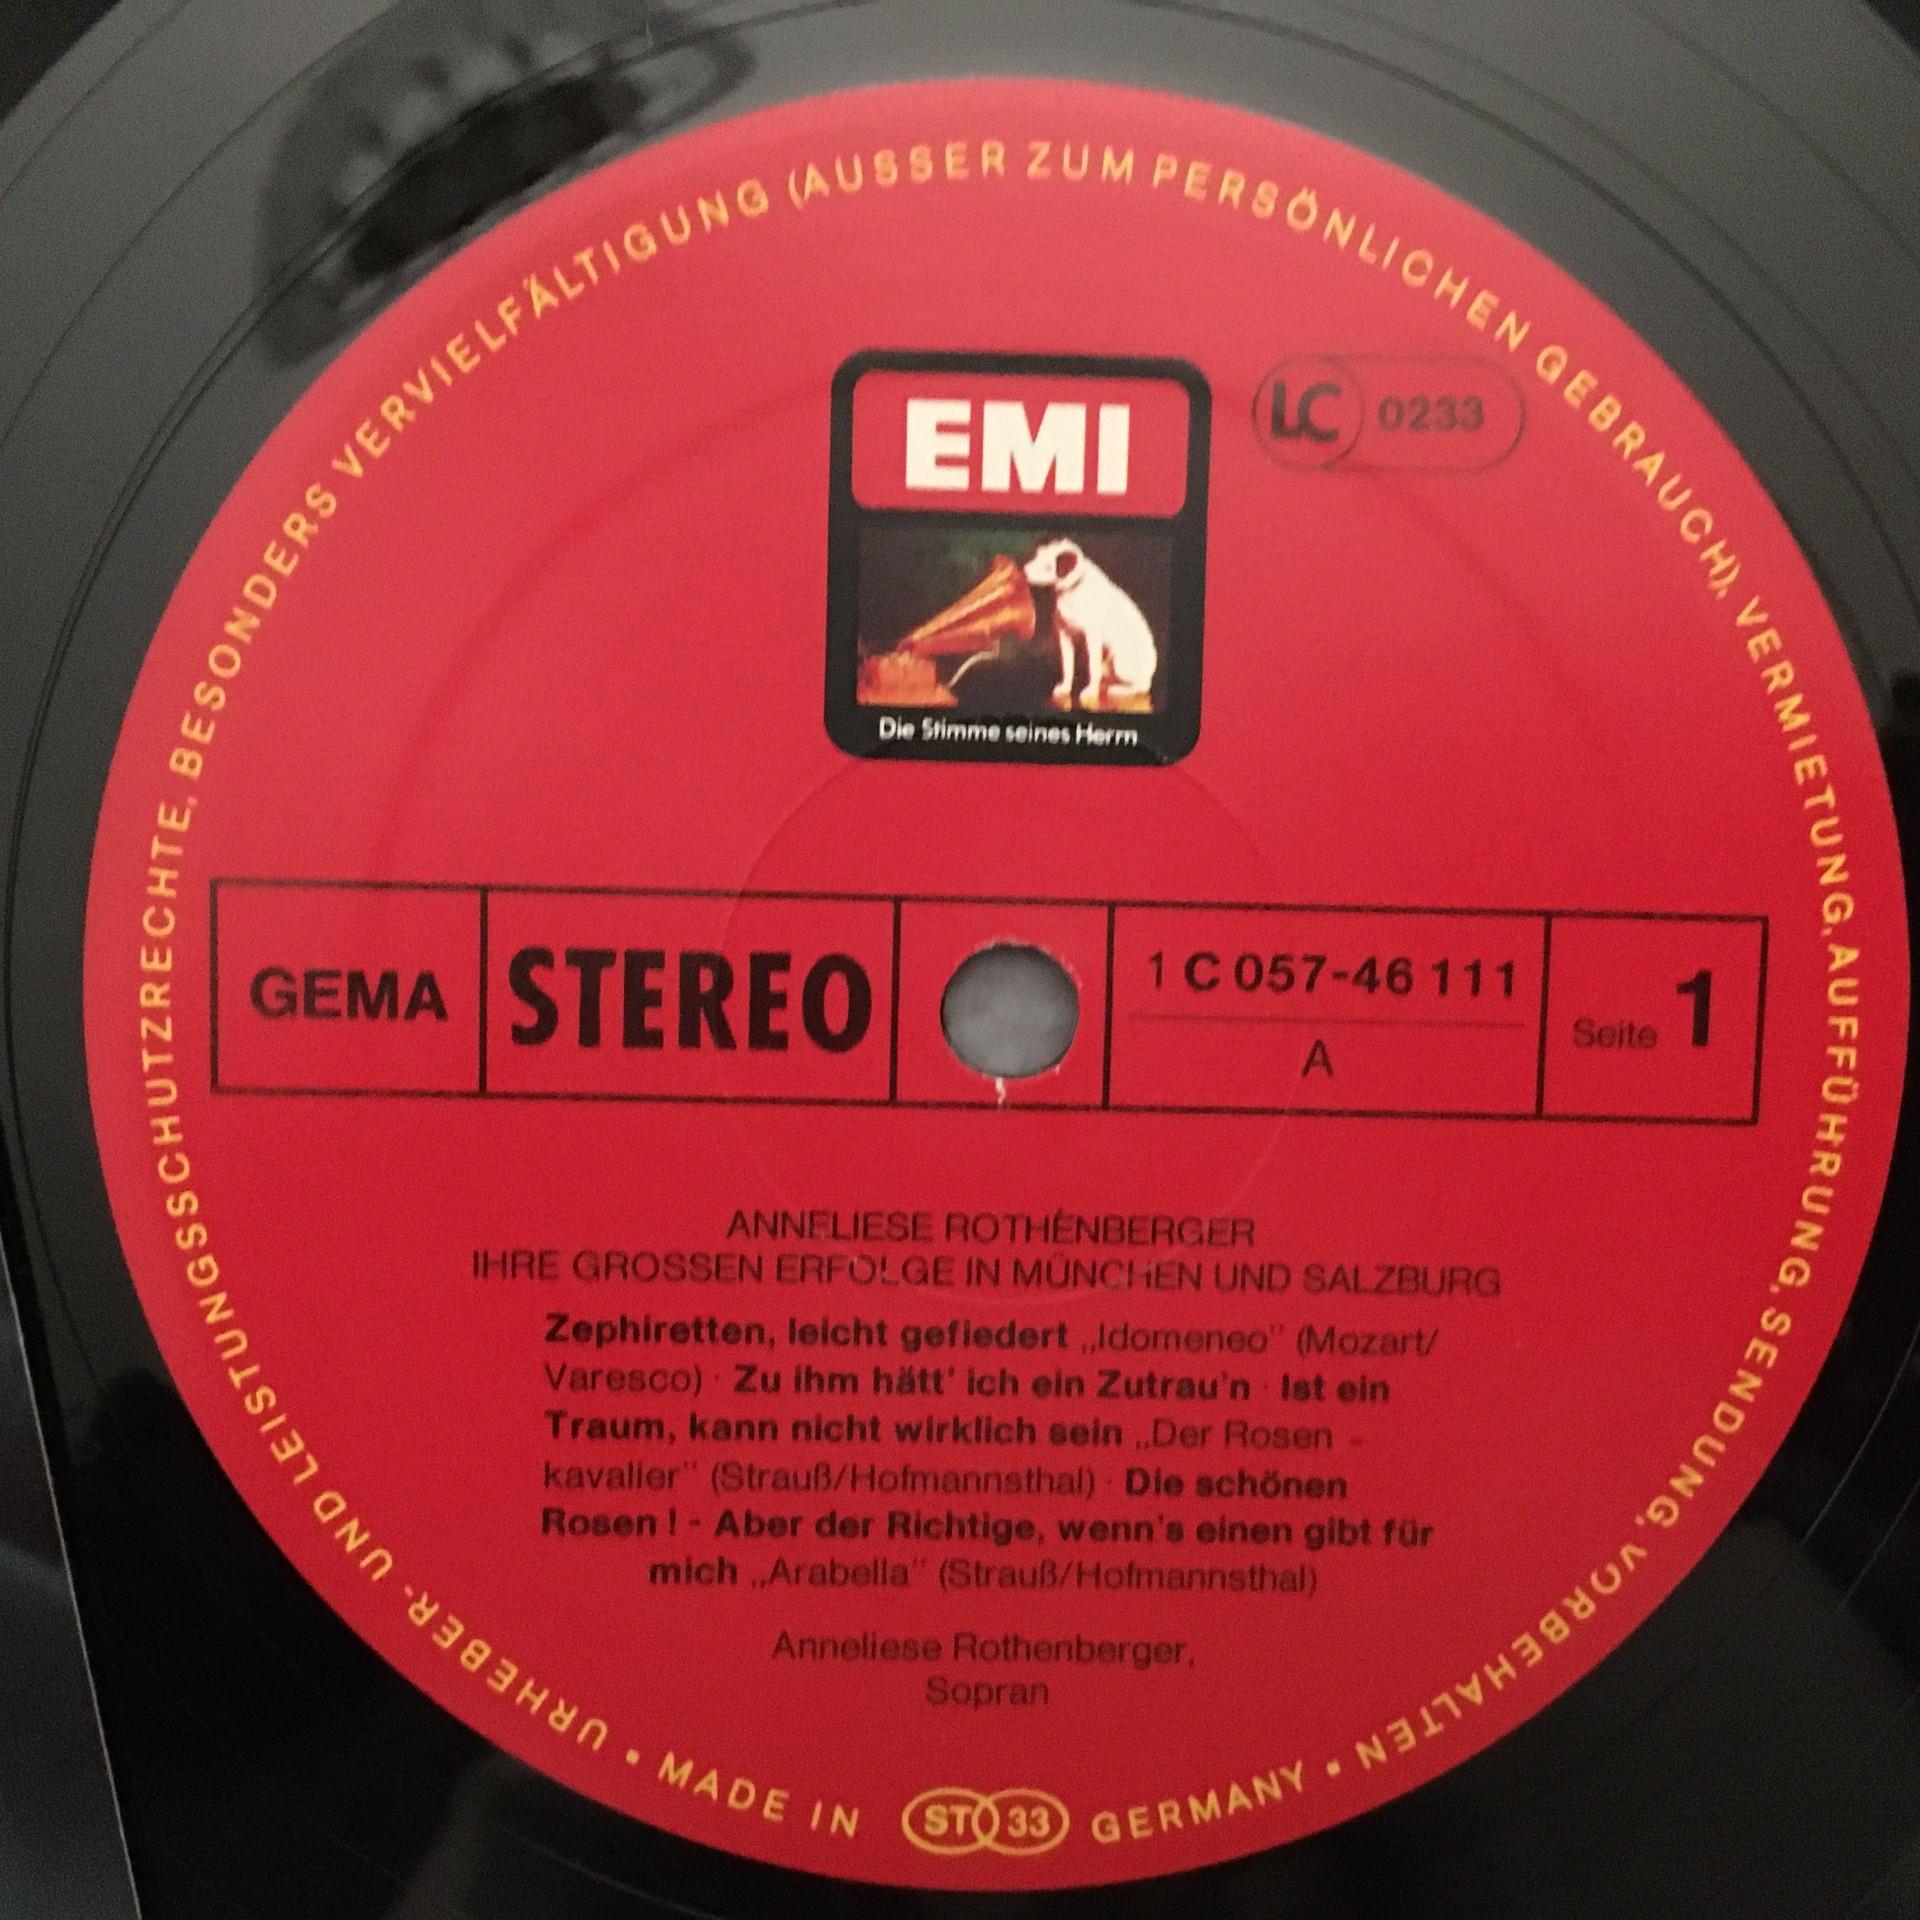 URHEBER- UND LEISTUNGSSCHUTZRECHTE, BESONDERS VERVIELFÄLTIGUNG (AUSSER ZUM PERSÖNLICHEN GEBRAUCH), VERMIETUNG, AUFFÜHRUNG, SENDUNG, VORBEHALTEN ▪ MADE IN ST 33 GERMANY ▪
EMI
LC 0233
Die Stimme seines Herrn
GEMA
STEREO
1 C 057-46 111
A
Seite 1
ANNELIESE ROTHENBERGER
IHRE GROSSEN ERFOLGE IN MÜNCHEN UND SALZBURG
Zephiretten, leicht gefiedert „Idomeneo" (Mozart/
Varesco) · Zu ihm hätt' ich ein Zutrau'n · Ist ein
Traum, kann nicht wirklich sein „Der Rosen -
kavalier" (Strauß/Hofmannsthal) · Die schönen
Rosen ! - Aber der Richtige, wenn's einen gibt für
mich „Arabella" (Strauß/Hofmannsthal)
Anneliese Rothenberger,
Sopran